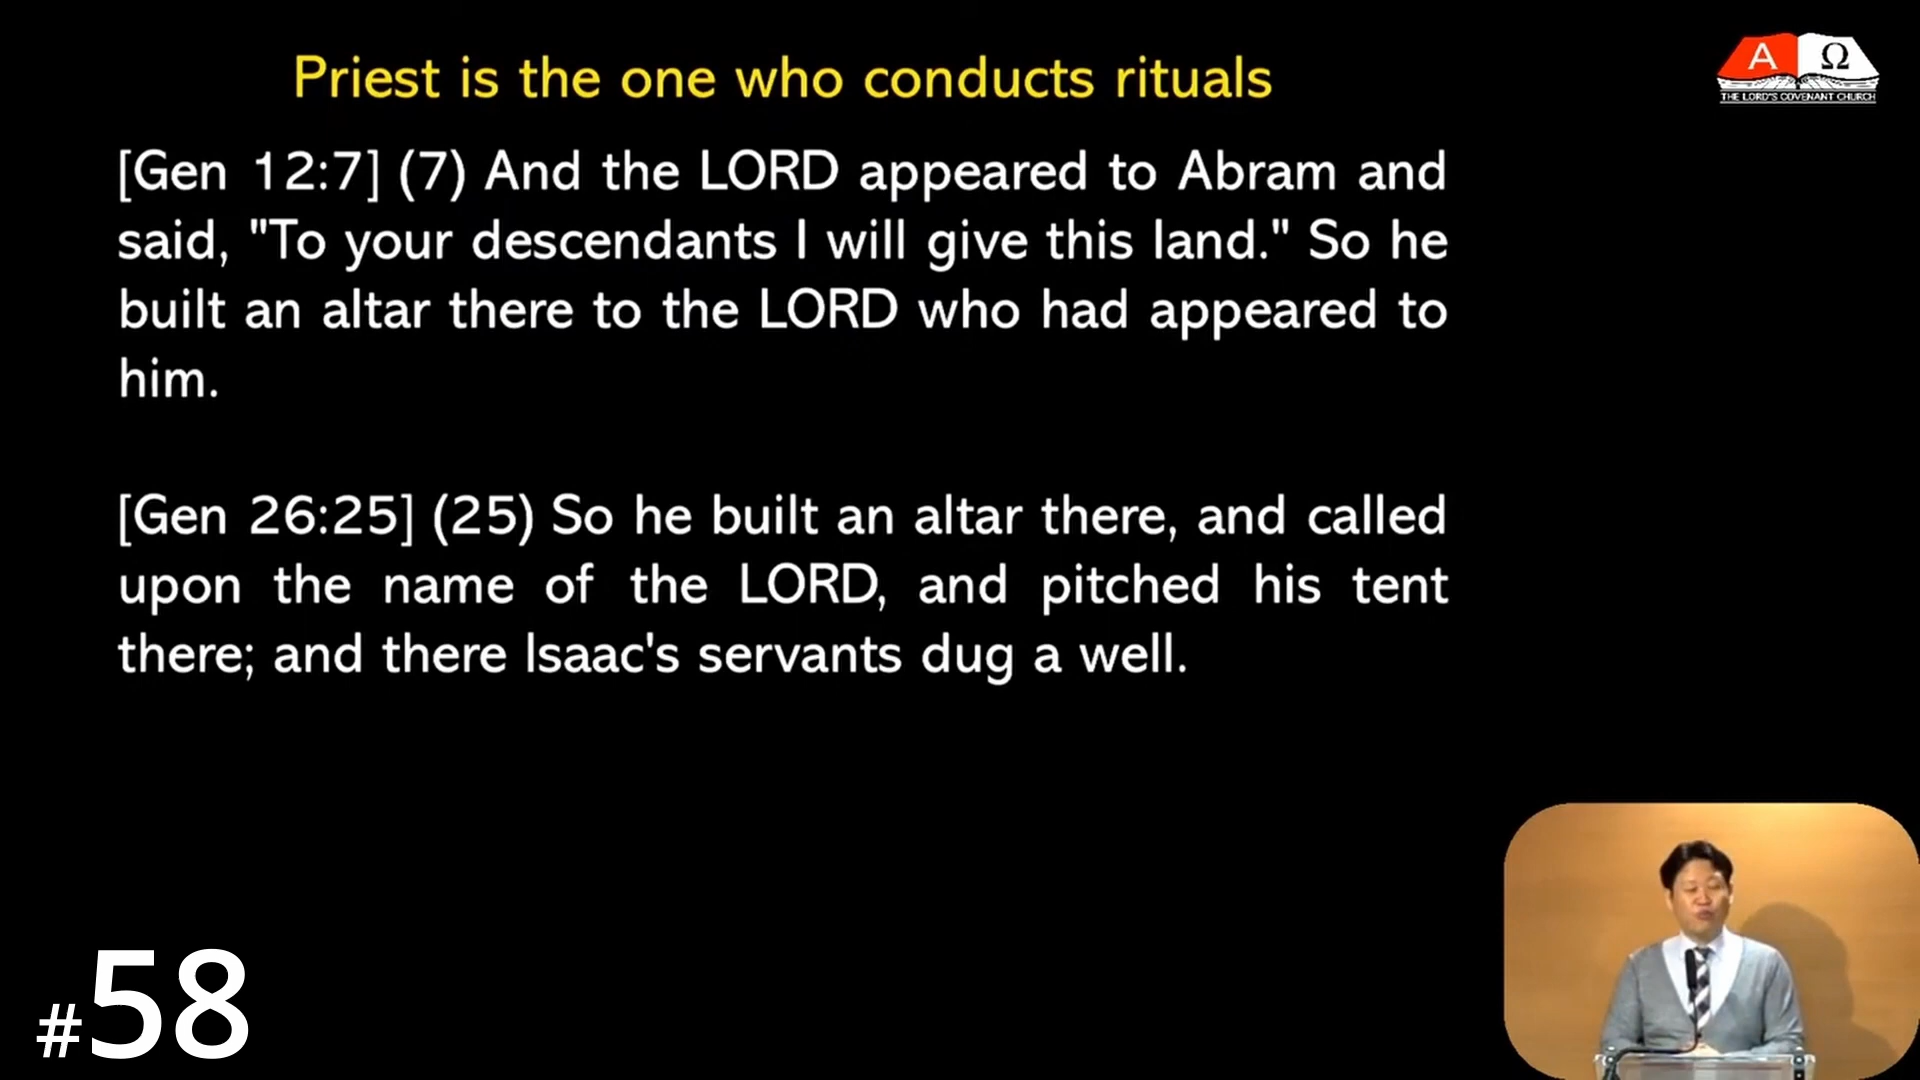 Priest is the one who conducts rituals
A Ω
THE LORD'S COVENANT CHURCH
[Gen 12:7] (7) And the LORD appeared to Abram and
said, "To your descendants I will give this land." So he
built an altar there to the LORD who had appeared to
him.
[Gen 26:25] (25) So he built an altar there, and called
upon the name of the LORD, and pitched his tent
there; and there Isaac's servants dug a well.
#58